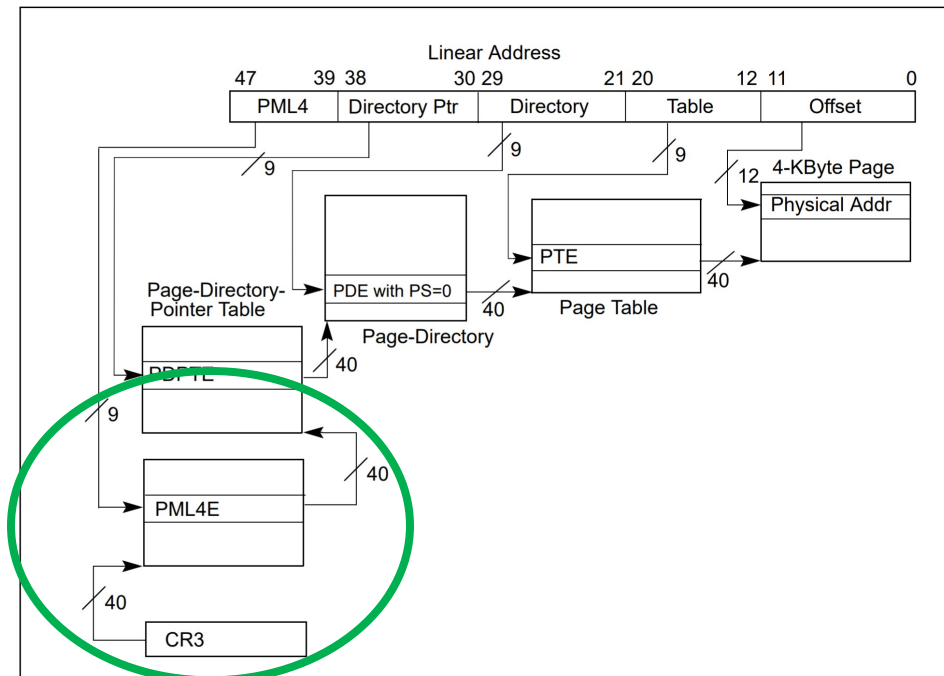 Linear Address
47 39 38 30 29 21 20 12 11 0
PML4 Directory Ptr Directory Table Offset
9 9 9 12 4-KByte Page
Physical Addr
PTE
40
PDE with PS=0 40 Page Table
Page-Directory-
Pointer Table
Page-Directory
40
PDPTE
9
40
PML4E
40
CR3